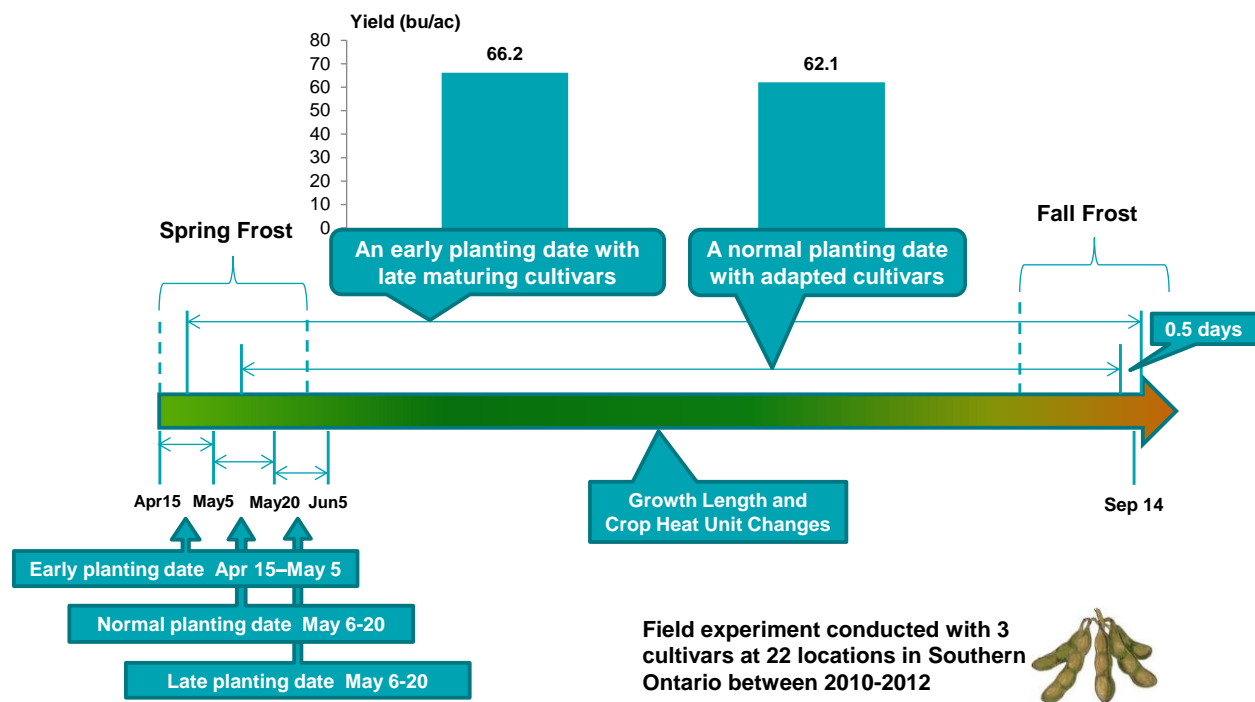 Yield (bu/ac)
80
70
60
50
40
30
20
10
0
66.2
62.1
Spring Frost
Fall Frost
An early planting date with
late maturing cultivars
A normal planting date
with adapted cultivars
0.5 days
Apr15
May5
May20
Jun5
Sep 14
Growth Length and
Crop Heat Unit Changes
Early planting date Apr 15–May 5
Normal planting date May 6-20
Late planting date May 6-20
Field experiment conducted with 3
cultivars at 22 locations in Southern
Ontario between 2010-2012